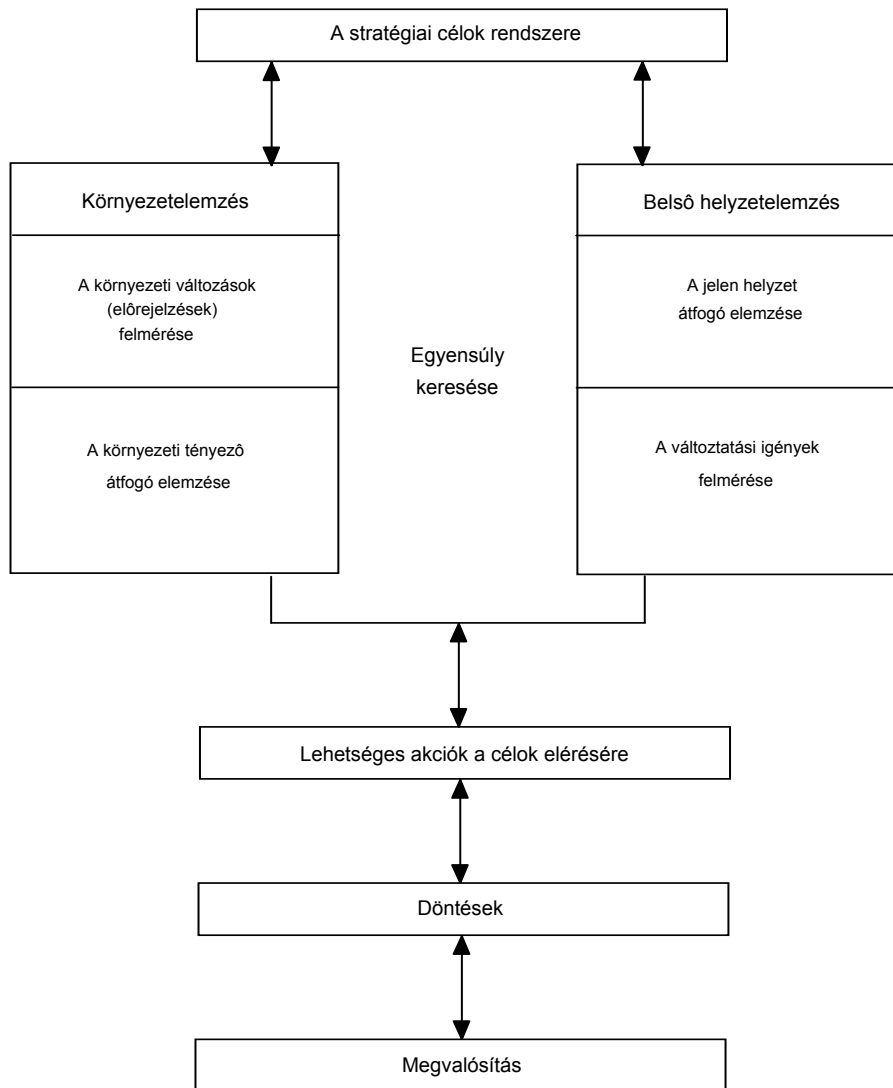 A stratégiai célok rendszere
Környezetelemzés
A környezeti változások
(elôrejelzések)
felmérése
A környezeti tényezô
átfogó elemzése
Egyensúly
keresése
Belsô helyzetelemzés
A jelen helyzet
átfogó elemzése
A változtatási igények
felmérése
Lehetséges akciók a célok elérésére
Döntések
Megvalósítás